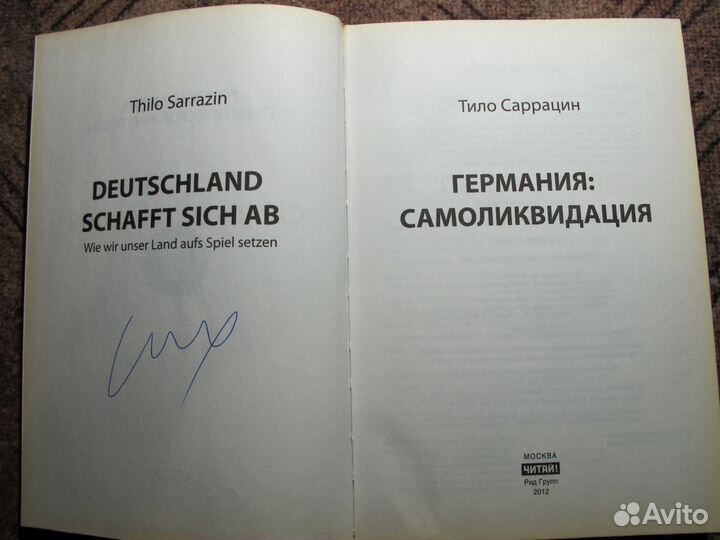 Thilo Sarrazin
DEUTSCHLAND
SCHAFFT SICH AB
Wie wir unser Land aufs Spiel setzen
Тило Саррацин
ГЕРМАНИЯ:
САМОЛИКВИДАЦИЯ
МОСКВА
ЧИТАЙ!
Рид Групп
2012
Avito